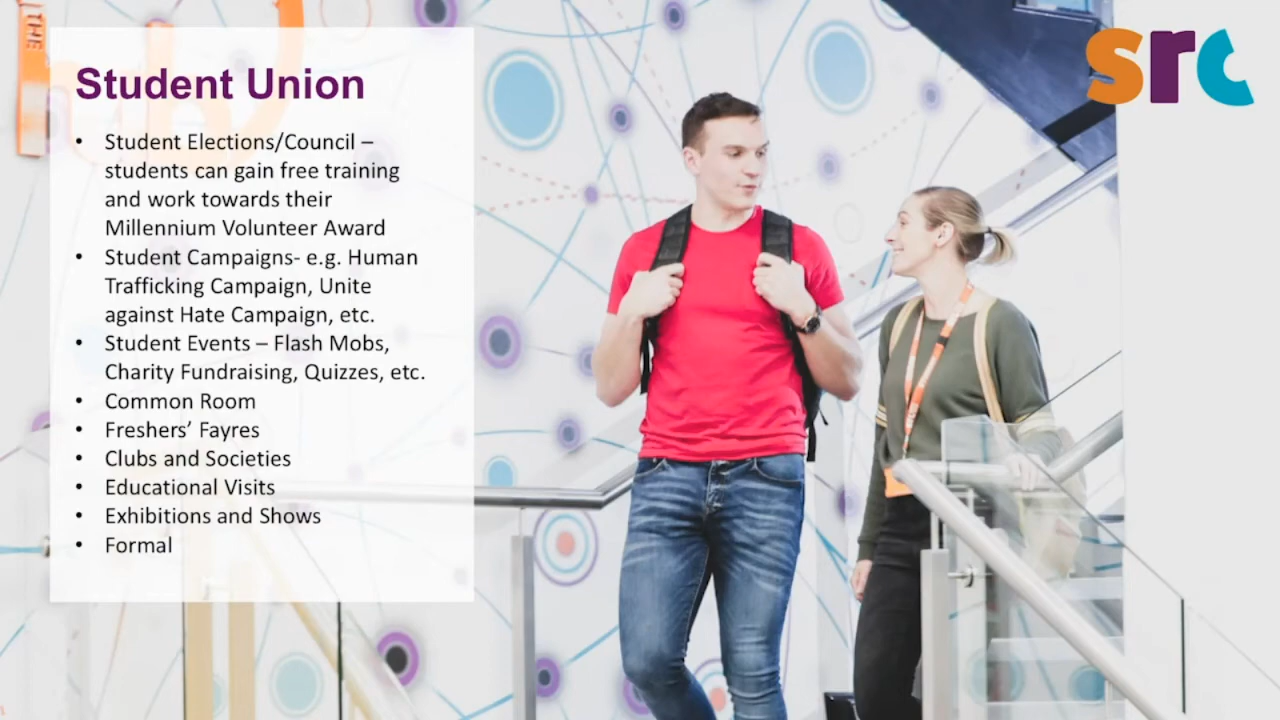 THE
src
Student Union
• Student Elections/Council –
students can gain free training
and work towards their
Millennium Volunteer Award
• Student Campaigns- e.g. Human
Trafficking Campaign, Unite
against Hate Campaign, etc.
• Student Events – Flash Mobs,
Charity Fundraising, Quizzes, etc.
• Common Room
• Freshers’ Fayres
• Clubs and Societies
• Educational Visits
• Exhibitions and Shows
• Formal